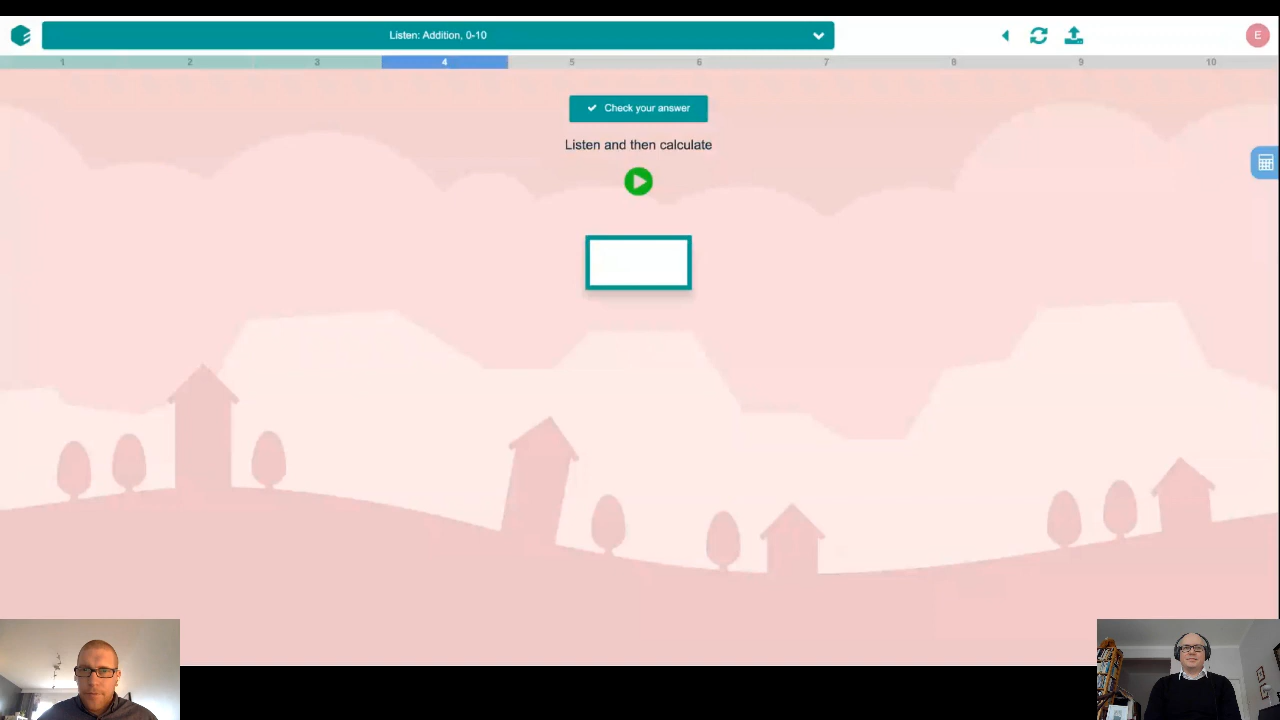 Listen: Addition, 0-10
E
1 2 3 4 5 6 7 8 9 10
Check your answer
Listen and then calculate